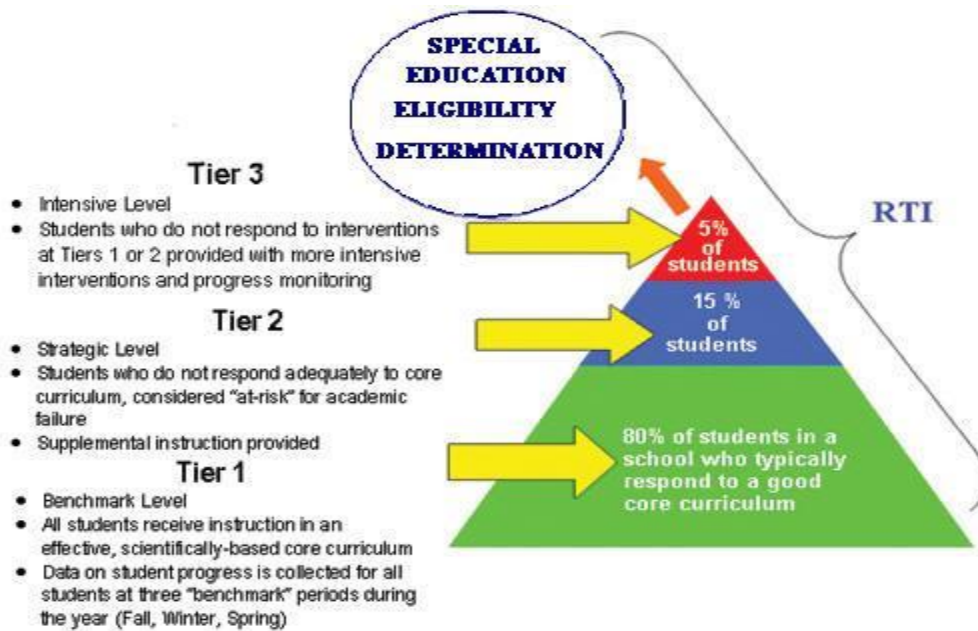 SPECIAL
EDUCATION
ELIGIBILITY
DETERMINATION
Tier 3
• Intensive Level
• Students who do not respond to interventions
at Tiers 1 or 2 provided with more intensive
interventions and progress monitoring
Tier 2
• Strategic Level
• Students who do not respond adequately to core
curriculum, considered "at-risk" for academic
failure
• Supplemental instruction provided
Tier 1
• Benchmark Level
• All students receive instruction in an
effective, scientifically-based core curriculum
• Data on student progress is collected for all
students at three "benchmark" periods during
the year (Fall, Winter, Spring)
5%
of
students
15 %
of
students
80% of students in a
school who typically
respond to a good
core curriculum
RTI